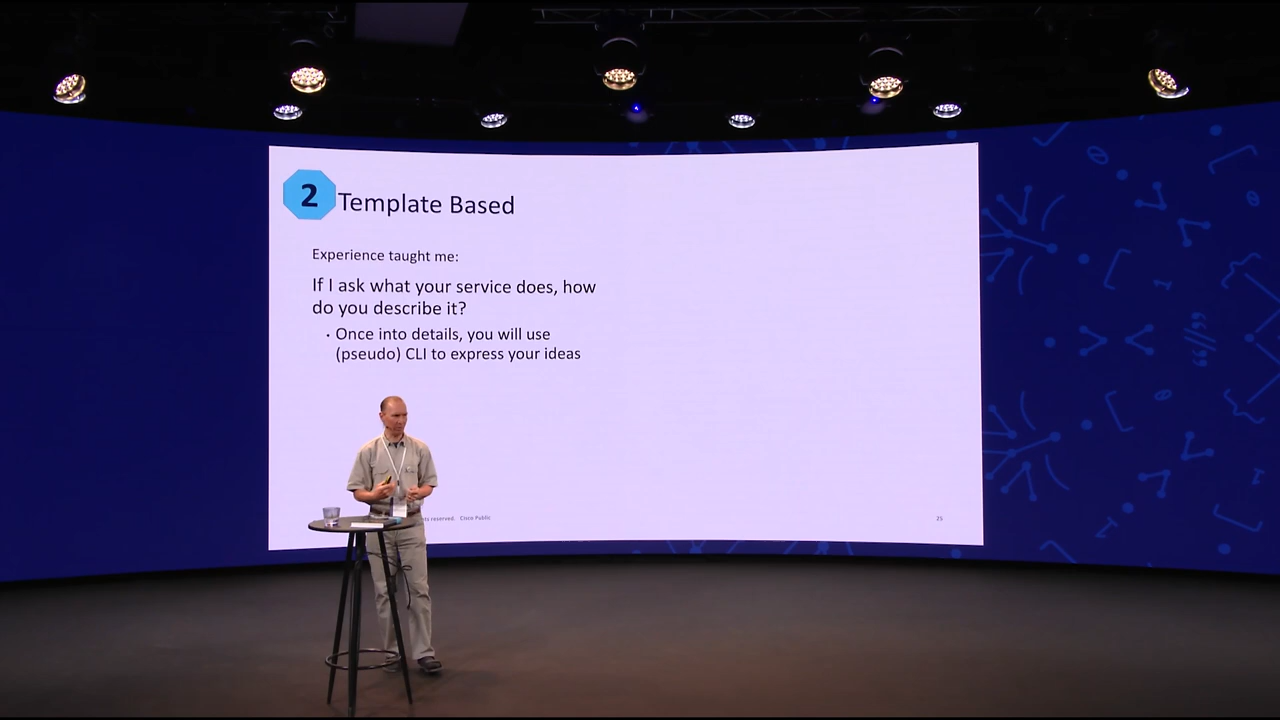 2
Template Based
Experience taught me:
If I ask what your service does, how
do you describe it?
· Once into details, you will use
(pseudo) CLI to express your ideas
reserved. Cisco Public
25